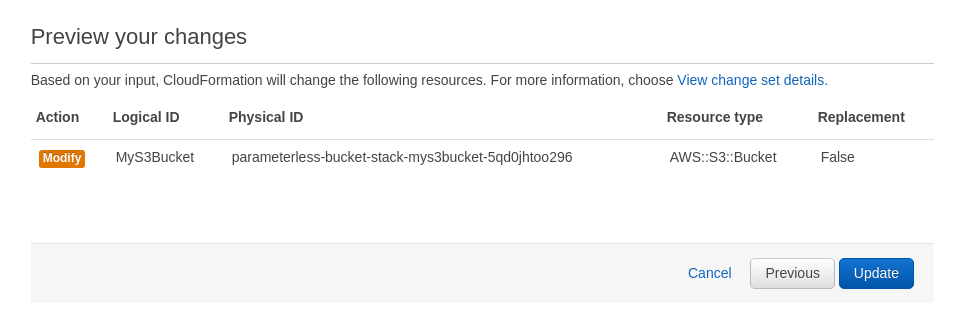 Preview your changes
Based on your input, CloudFormation will change the following resources. For more information, choose View change set details.
Action Logical ID Physical ID Resource type Replacement
Modify MyS3Bucket parameterless-bucket-stack-mys3bucket-5qd0jhtoo296 AWS::S3::Bucket False
Cancel Previous Update